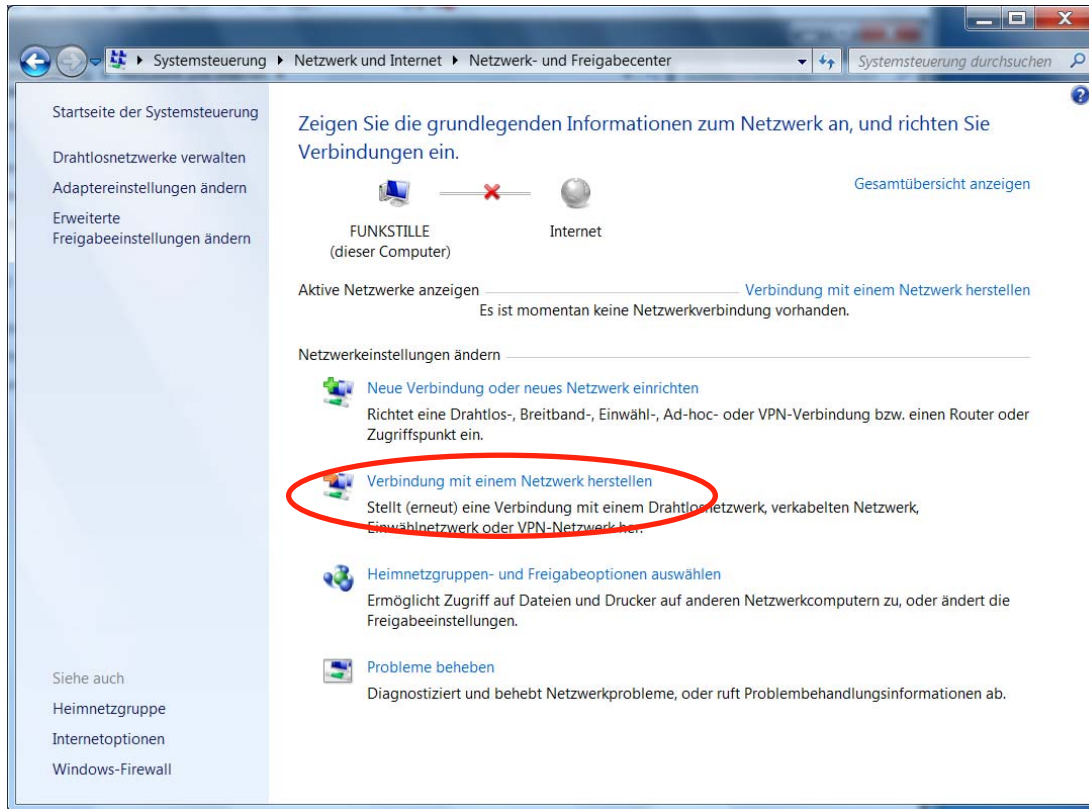 Systemsteuerung Netzwerk und Internet Netzwerk- und Freigabecenter
Systemsteuerung durchsuchen
Startseite der Systemsteuerung
Drahtlosnetzwerke verwalten
Adaptereinstellungen ändern
Erweiterte
Freigabeeinstellungen ändern
Zeigen Sie die grundlegenden Informationen zum Netzwerk an, und richten Sie
Verbindungen ein.
Gesamtübersicht anzeigen
FUNKSTILLE
(dieser Computer)
Internet
Aktive Netzwerke anzeigen
Verbindung mit einem Netzwerk herstellen
Es ist momentan keine Netzwerkverbindung vorhanden.
Netzwerkeinstellungen ändern
Neue Verbindung oder neues Netzwerk einrichten
Richtet eine Drahtlos-, Breitband-, Einwähl-, Ad-hoc- oder VPN-Verbindung bzw. einen Router oder
Zugriffspunkt ein.
Verbindung mit einem Netzwerk herstellen
Stellt (erneut) eine Verbindung mit einem Drahtlosnetzwerk, verkabelten Netzwerk,
Einwählnetzwerk oder VPN-Netzwerk her.
Heimnetzgruppen- und Freigabeoptionen auswählen
Ermöglicht Zugriff auf Dateien und Drucker auf anderen Netzwerkcomputern zu, oder ändert die
Freigabeeinstellungen.
Probleme beheben
Diagnostiziert und behebt Netzwerkprobleme, oder ruft Problembehandlungsinformationen ab.
Siehe auch
Heimnetzgruppe
Internetoptionen
Windows-Firewall